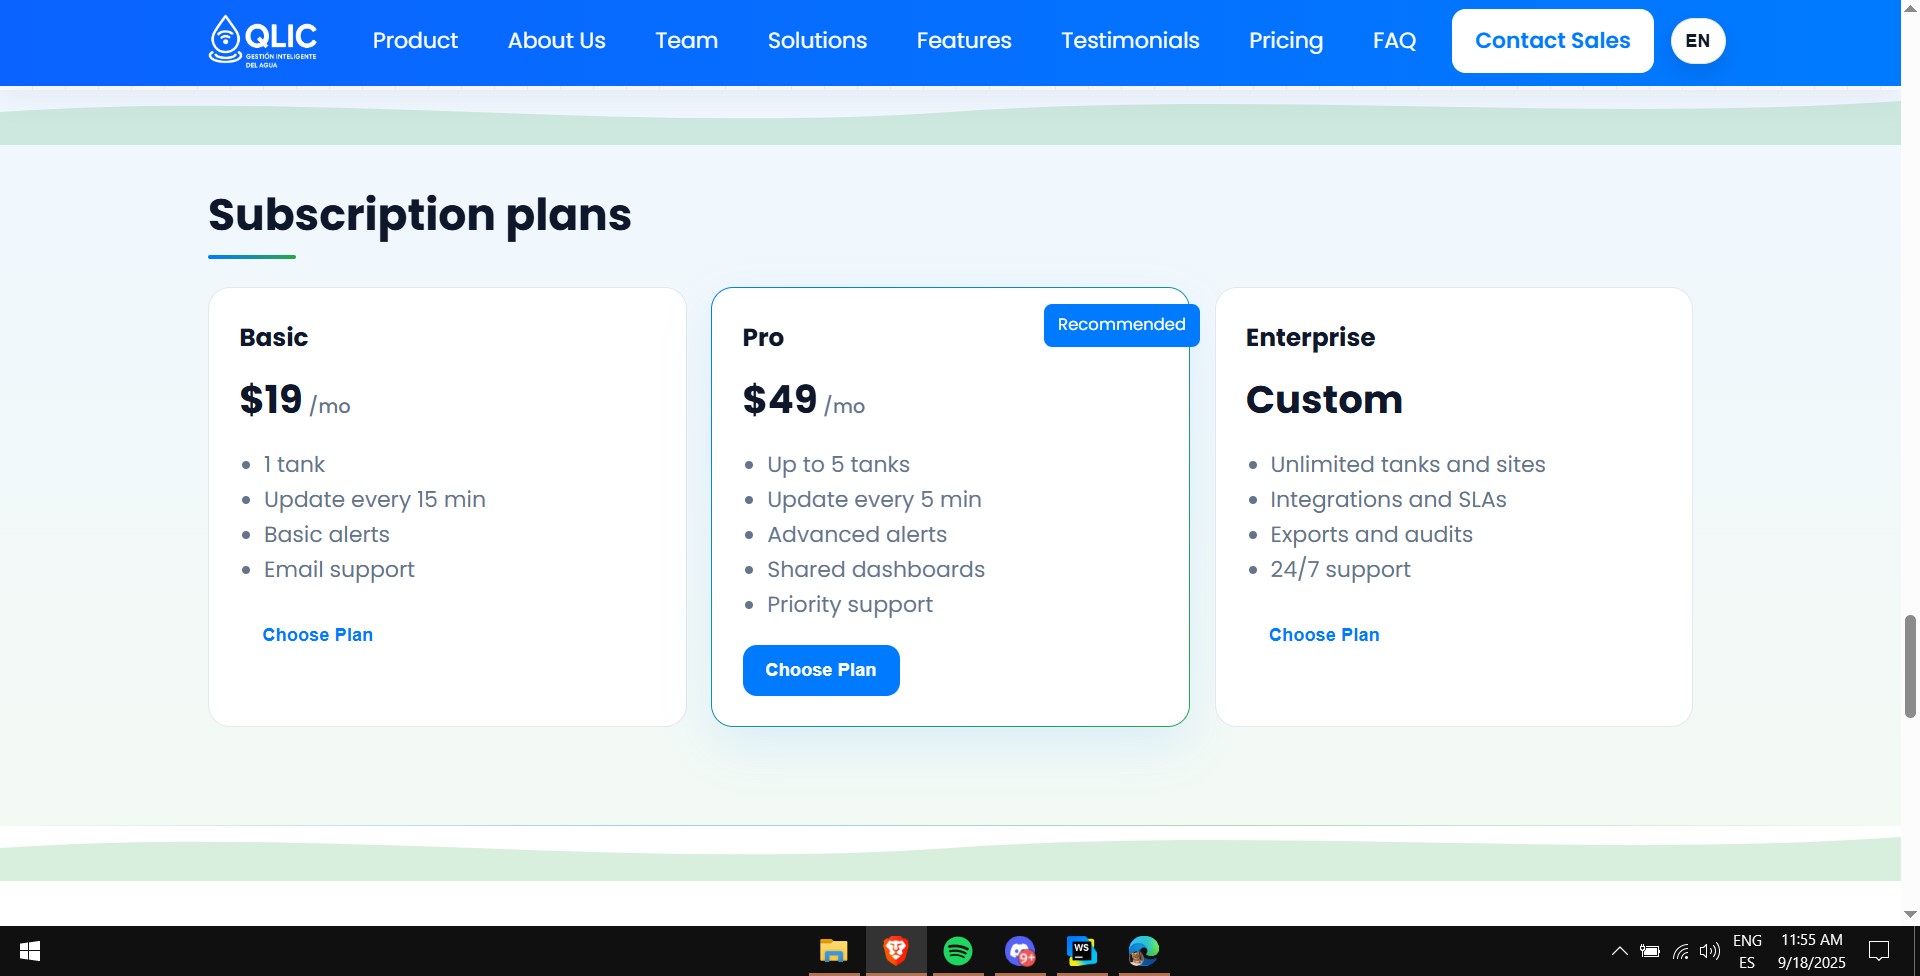 QLIC
GESTIÓN INTELIGENTE
DEL AGUA
Product About Us Team Solutions Features Testimonials Pricing FAQ Contact Sales EN
Subscription plans
Basic
$19 /mo
• 1 tank
• Update every 15 min
• Basic alerts
• Email support
Choose Plan
Recommended
Pro
$49 /mo
• Up to 5 tanks
• Update every 5 min
• Advanced alerts
• Shared dashboards
• Priority support
Choose Plan
Enterprise
Custom
• Unlimited tanks and sites
• Integrations and SLAs
• Exports and audits
• 24/7 support
Choose Plan
9+
WS
ENG
ES
11:55 AM
9/18/2025